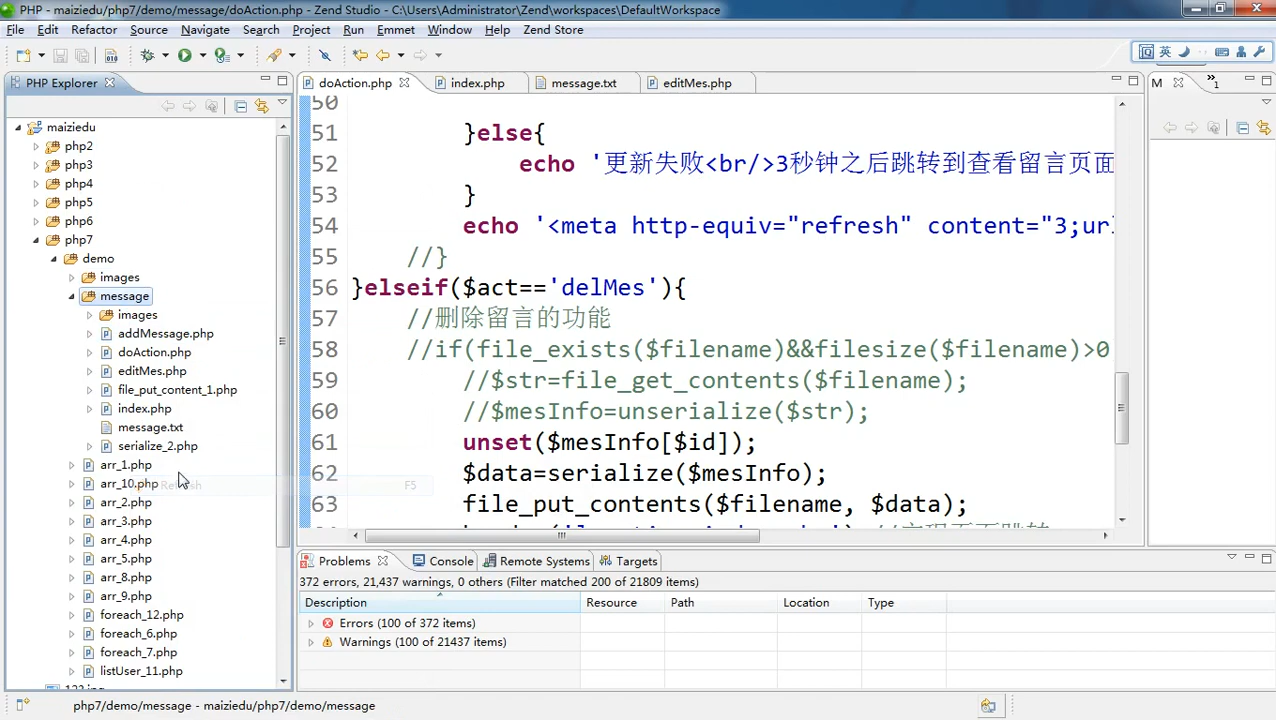 PHP - maiziedu/php7/demo/message/doAction.php - Zend Studio - C:\Users\Administrator\Zend\workspaces\DefaultWorkspace
File Edit Refactor Source Navigate Search Project Run Emmet Window Help Zend Store
英
PHP Explorer
doAction.php index.php message.txt editMes.php
M
»1
maiziedu
php2
php3
php4
php5
php6
php7
demo
images
message
images
addMessage.php
doAction.php
editMes.php
file_put_content_1.php
index.php
message.txt
serialize_2.php
arr_1.php
arr_10.php
Refresh F5
arr_2.php
arr_3.php
arr_4.php
arr_5.php
arr_8.php
arr_9.php
foreach_12.php
foreach_6.php
foreach_7.php
listUser_11.php
50
51 }else{
52 echo '更新失败<br/>3秒钟之后跳转到查看留言页面
53 }
54 echo '<meta http-equiv="refresh" content="3;url
55 //}
56 }elseif($act=='delMes'){
57 //删除留言的功能
58 //if(file_exists($filename)&&filesize($filename)>0
59 //$str=file_get_contents($filename);
60 //$mesInfo=unserialize($str);
61 unset($mesInfo[$id]);
62 $data=serialize($mesInfo);
63 file_put_contents($filename, $data);
Problems Console Remote Systems Targets
372 errors, 21,437 warnings, 0 others (Filter matched 200 of 21809 items)
Description Resource Path Location Type
Errors (100 of 372 items)
Warnings (100 of 21437 items)
php7/demo/message - maiziedu/php7/demo/message